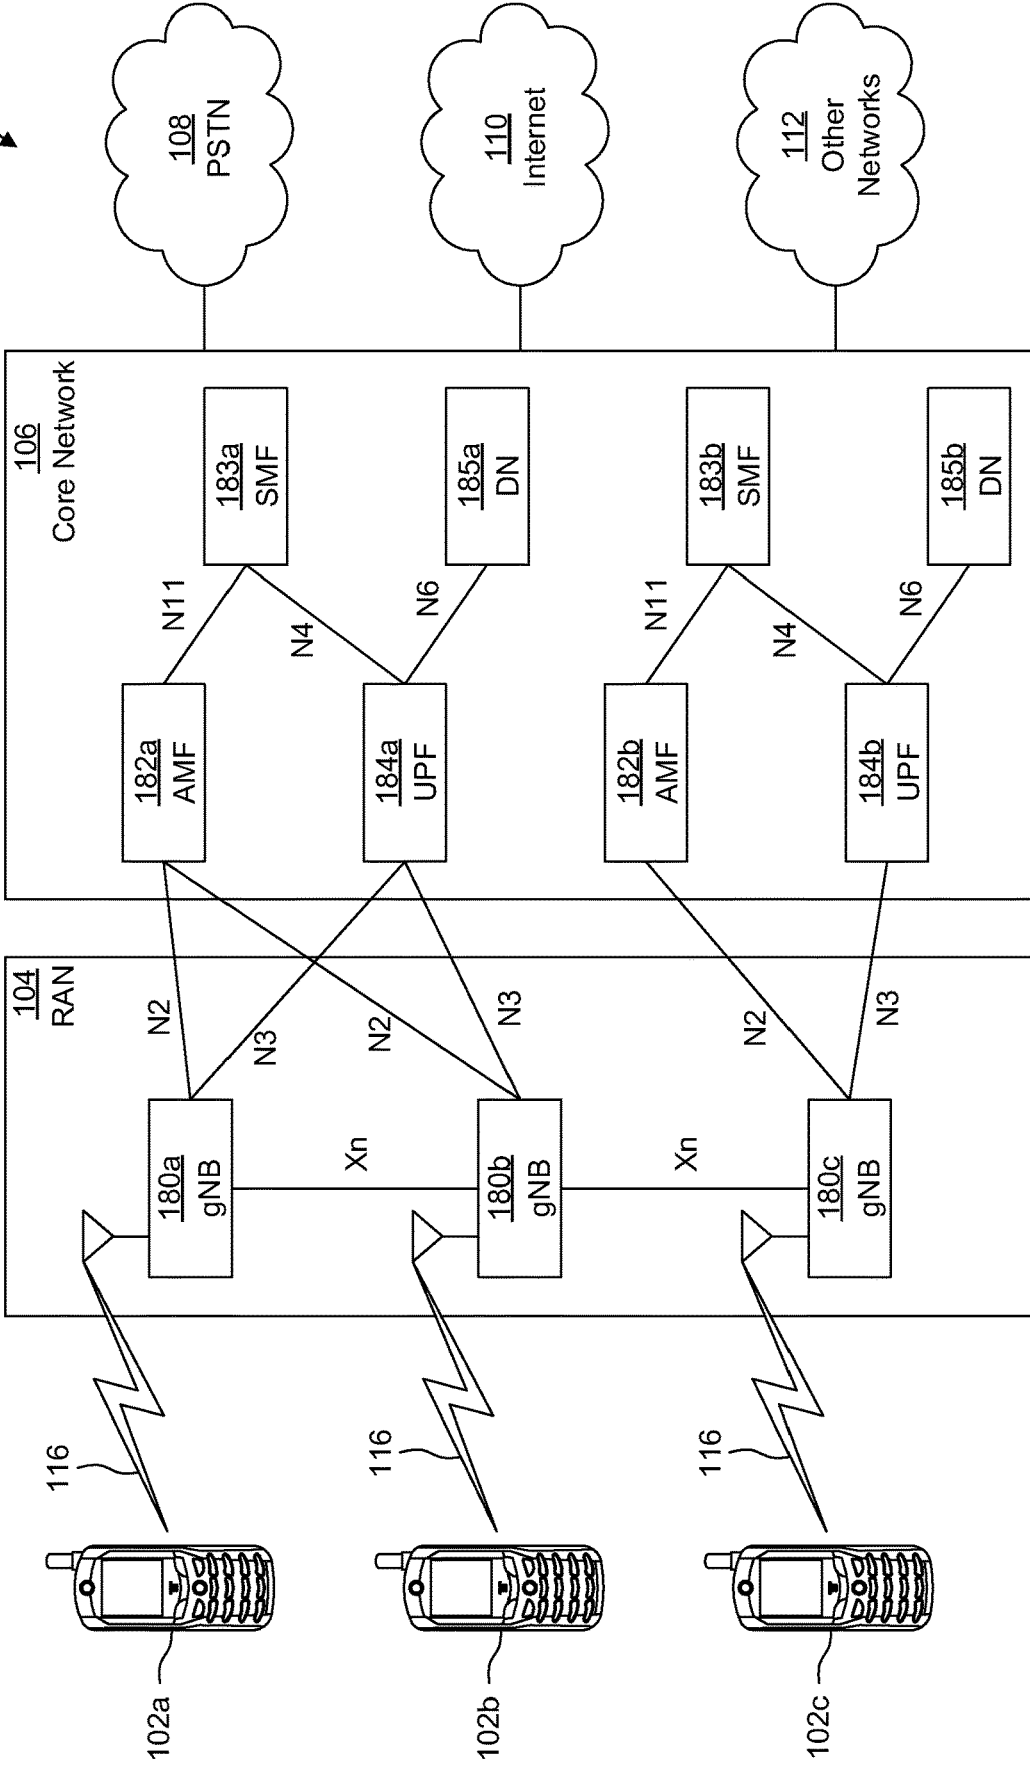 108
PSTN
110
Internet
112
Other
Networks
106
Core Network
183a
SMF
185a
DN
183b
SMF
185b
DN
N11
N4
N6
N11
N4
N6
182a
AMF
184a
UPF
182b
AMF
184b
UPF
104
RAN
N2
N3
N2
N3
N2
N3
180a
gNB
Xn
180b
gNB
Xn
180c
gNB
116
116
116
102a
102b
102c